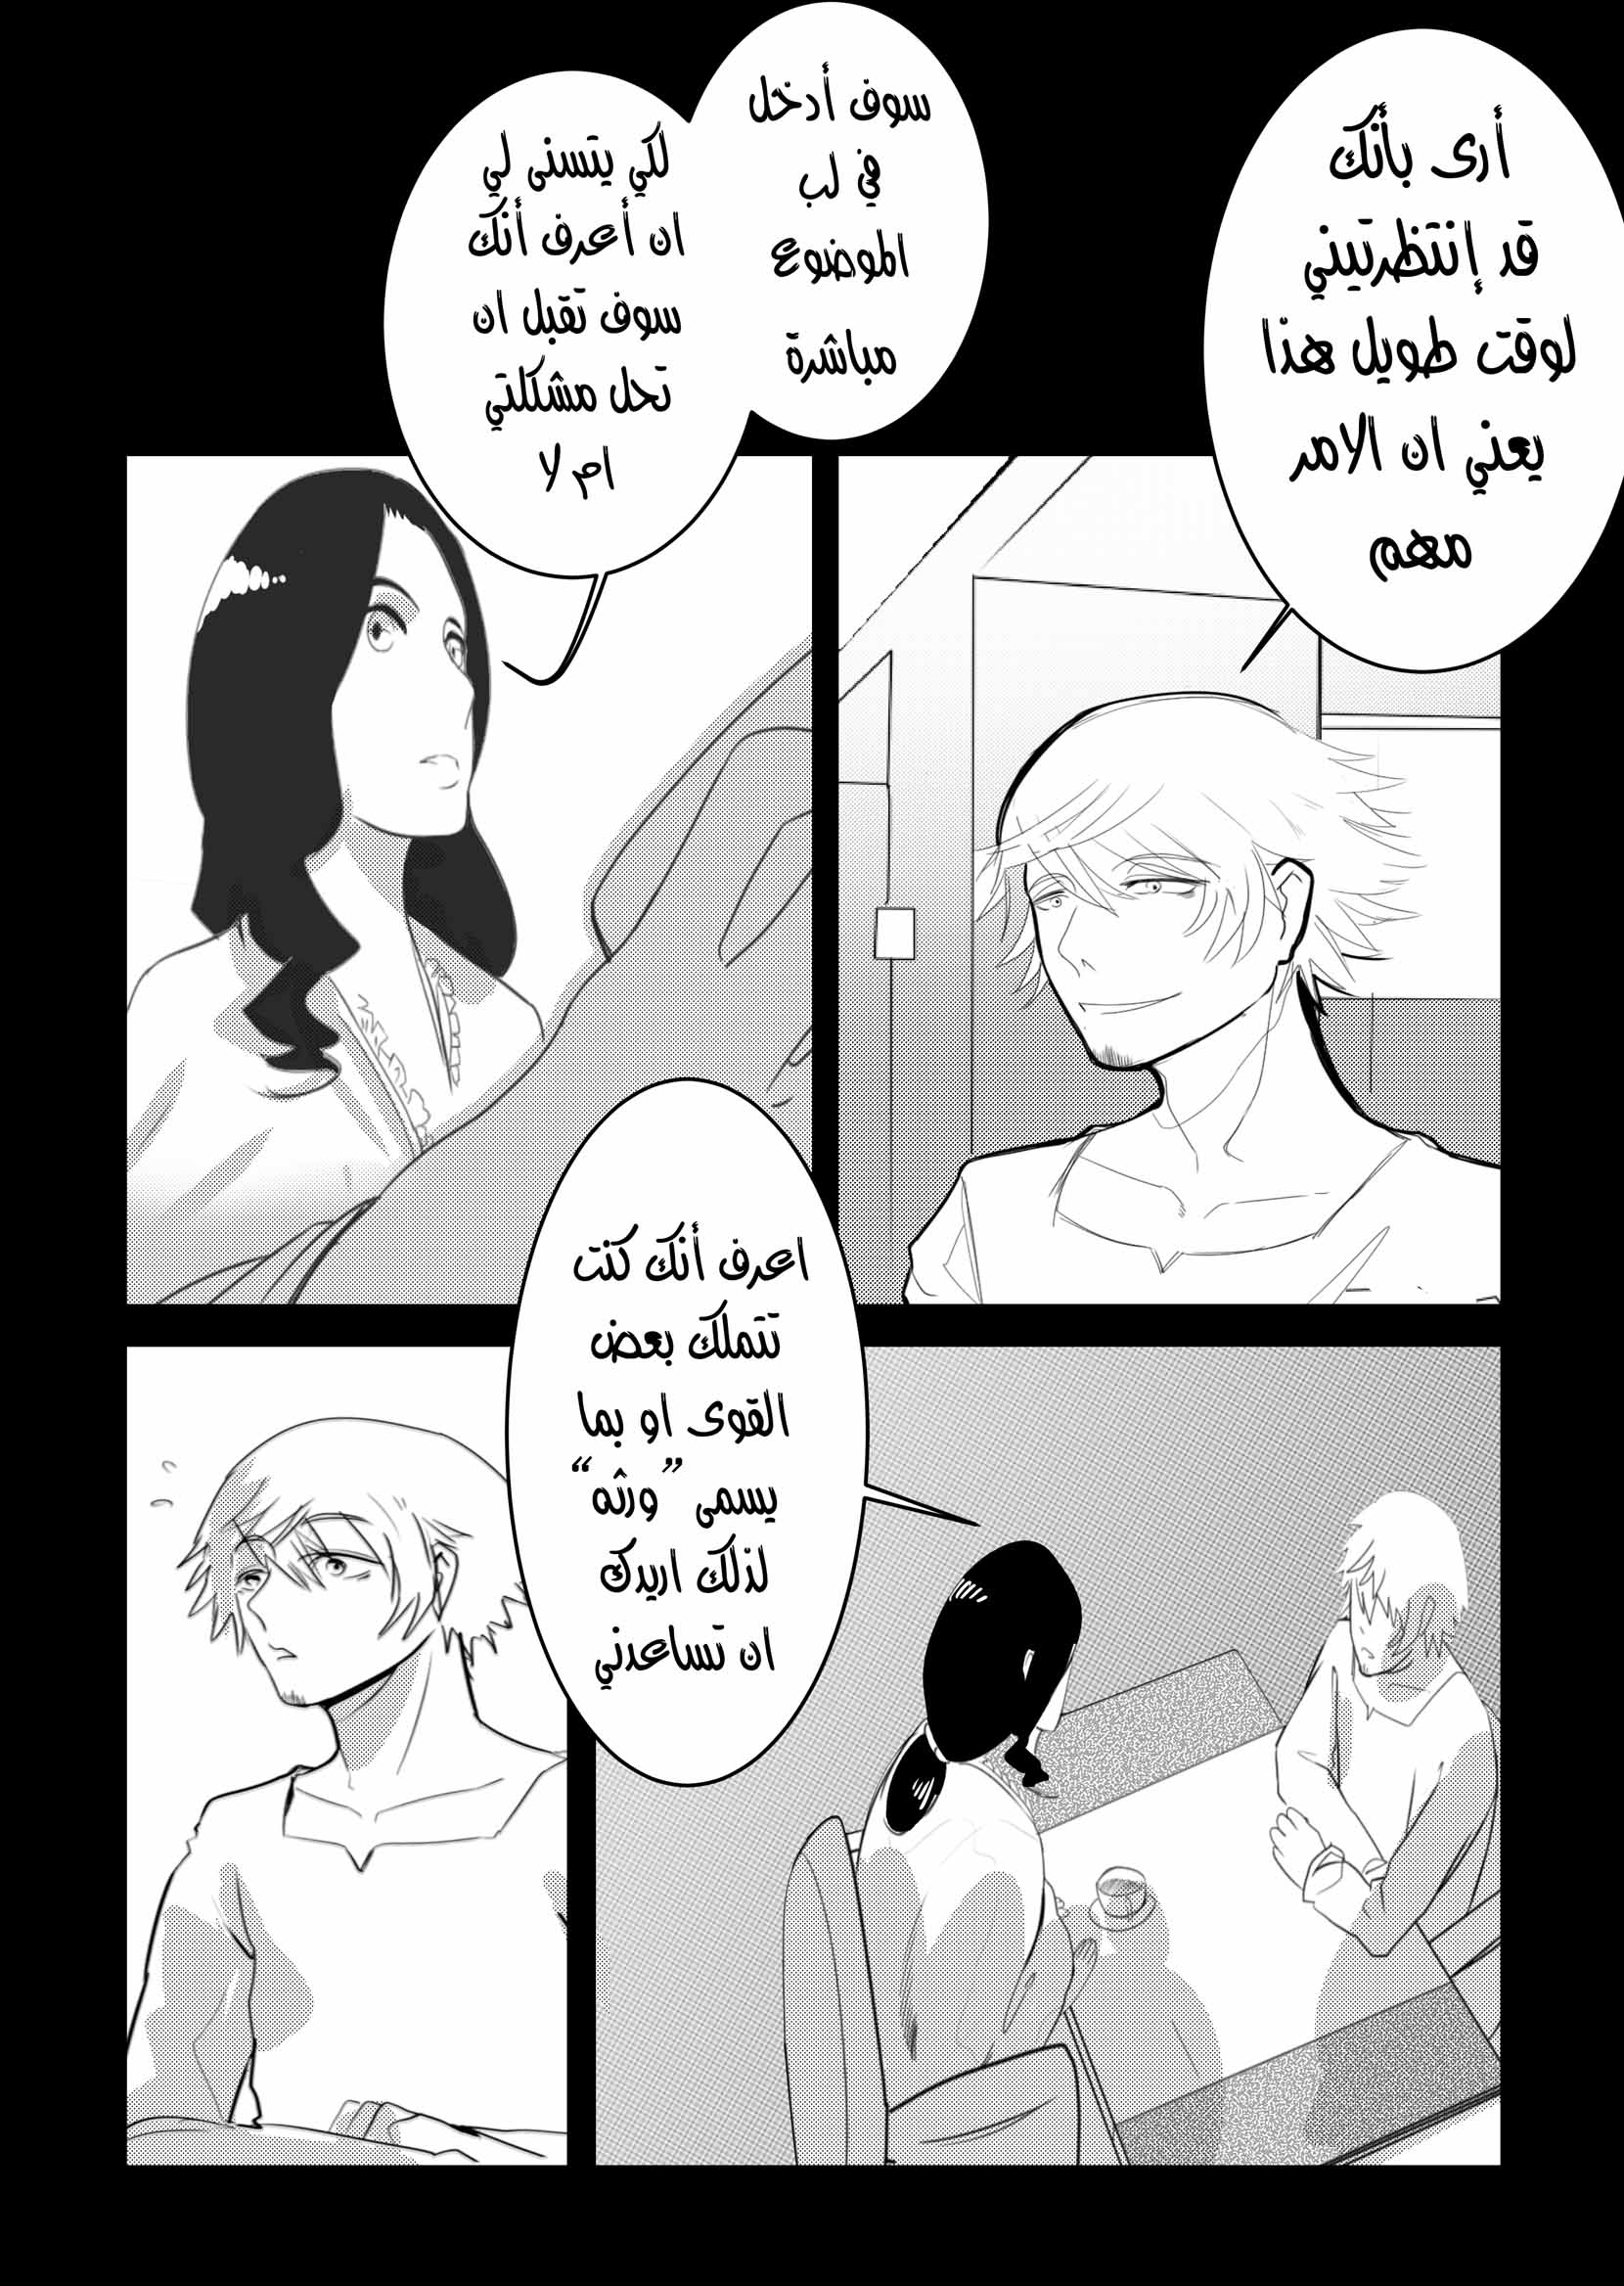 أرى بأنك
قد إنتظرتيني
لوقت طويل هذا
يعني ان الامر
مهم
سوف أدخل
في لب
الموضوع
مباشرة
لكي يتسنى لي
ان أعرف أنك
سوف تقبل ان
تحل مشكلتي
ام لا
اعرف أنك كنت
تتملك بعض
القوى او بما
يسمى ”ورثه“
لذلك اريدك
ان تساعدني